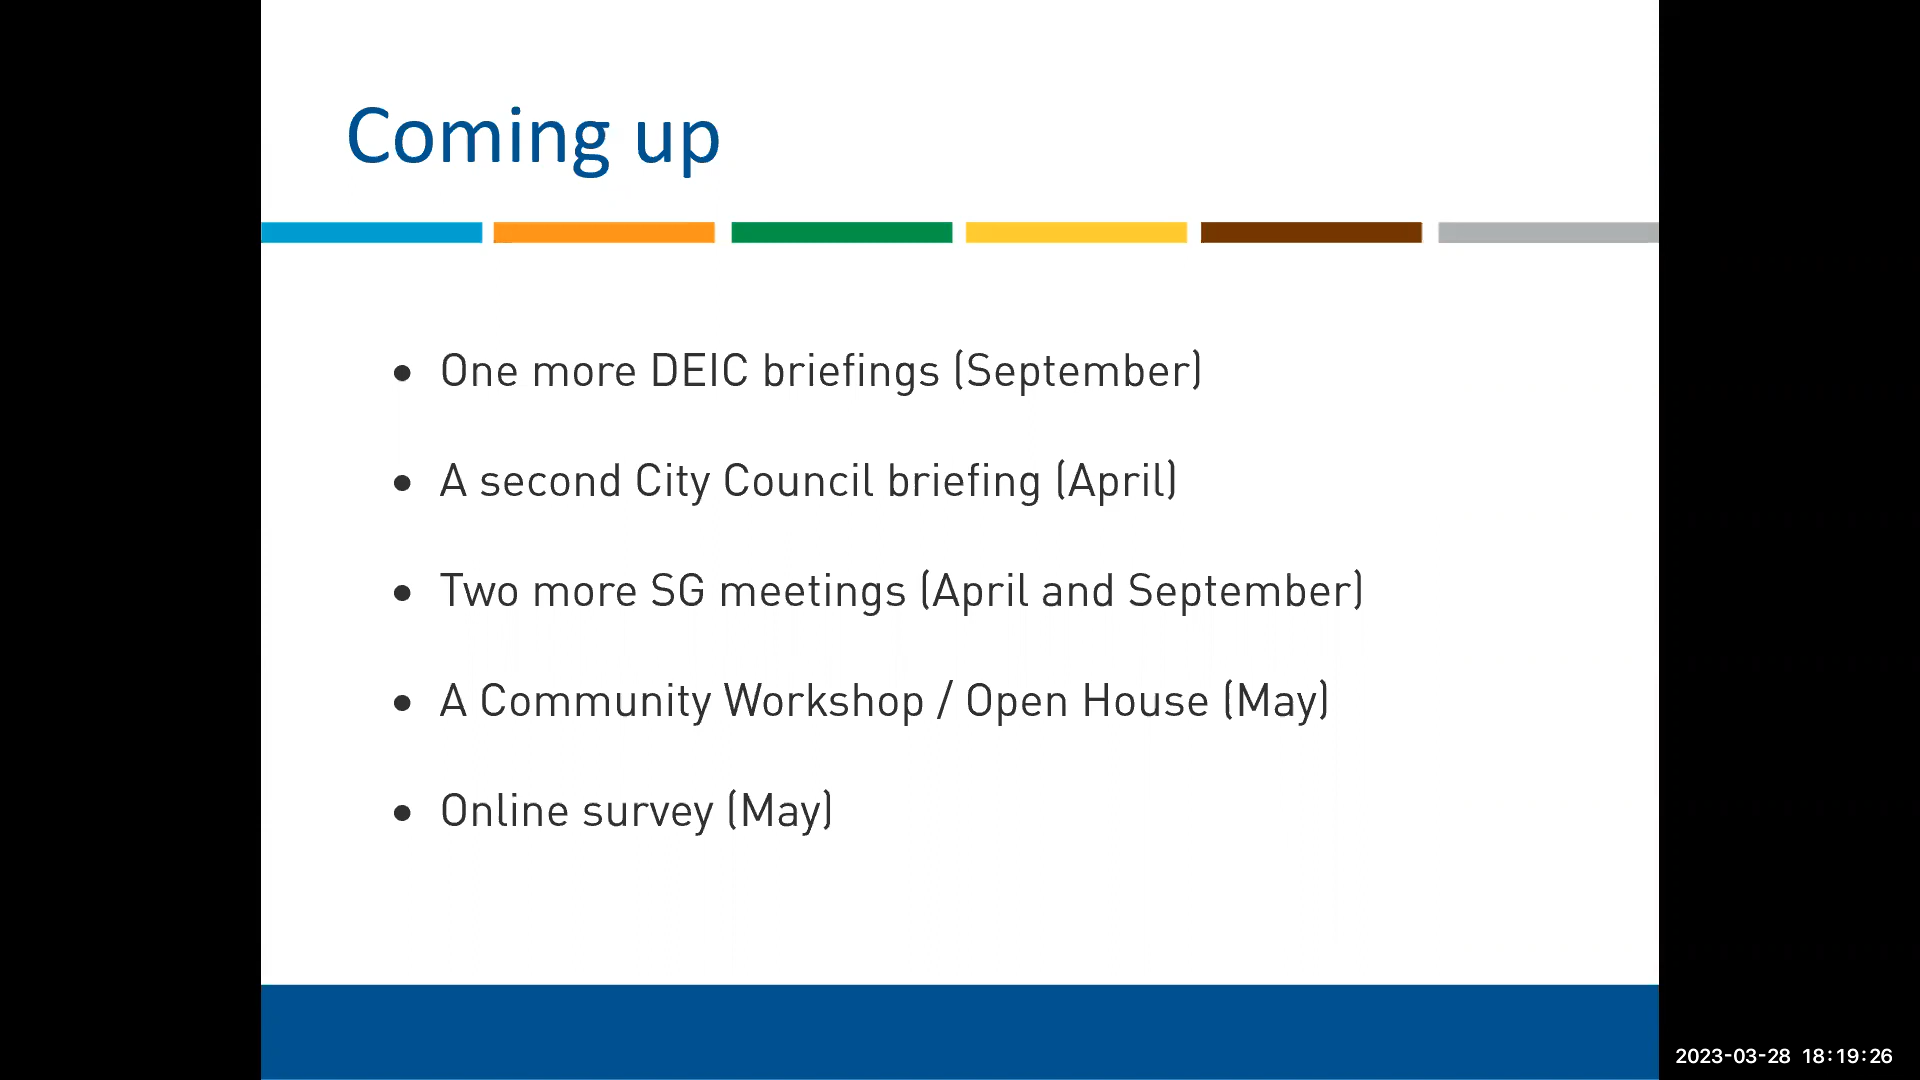 Coming up
• One more DEIC briefings (September)
• A second City Council briefing (April)
• Two more SG meetings (April and September)
• A Community Workshop / Open House (May)
• Online survey (May)
2023-03-28 18:19:26